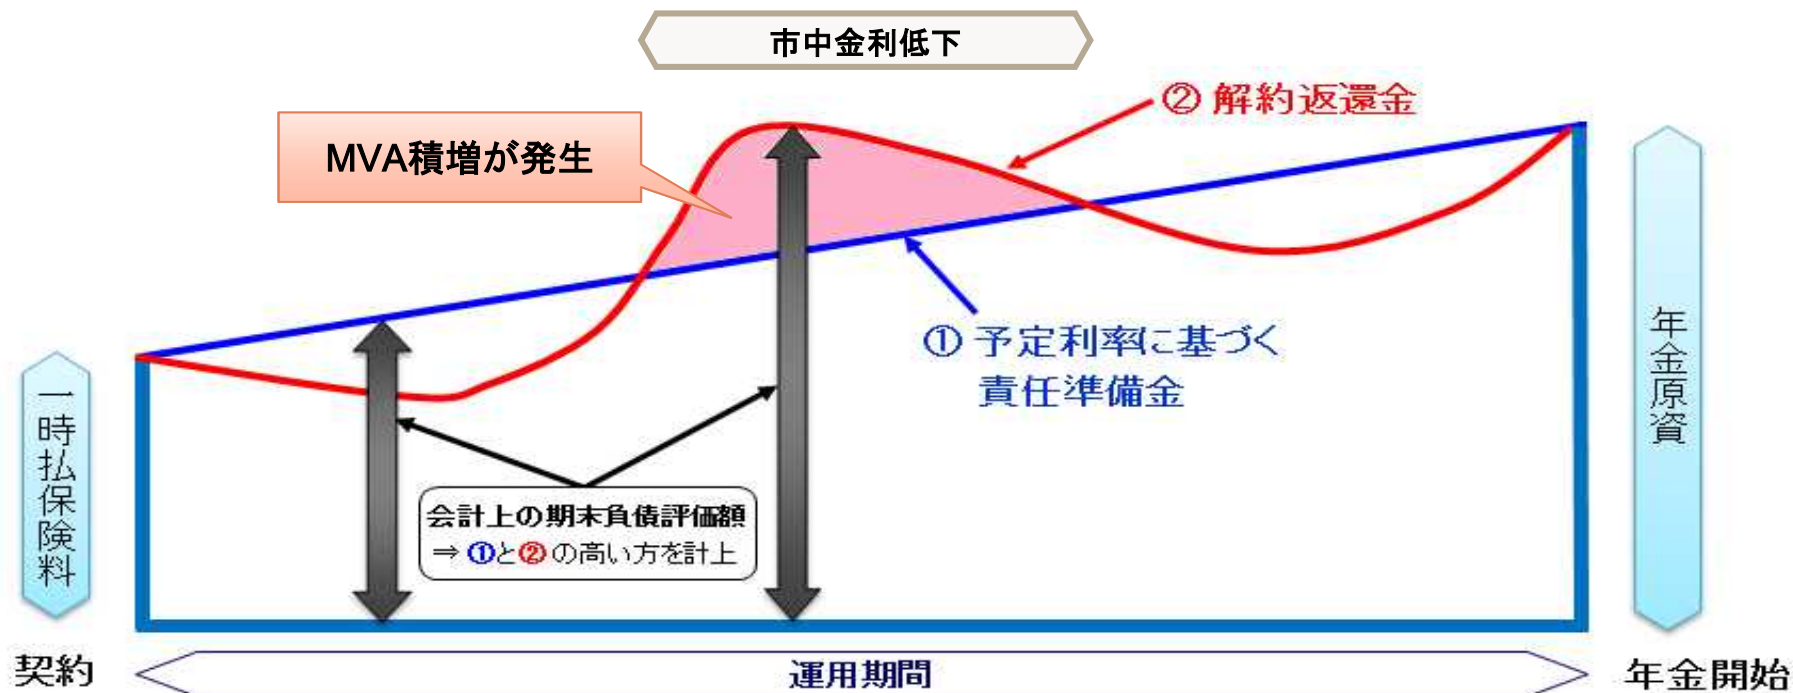 市中金利低下
② 解約返還金
MVA積増が発生
① 予定利率に基づく
責任準備金
一時払保険料
年金原資
会計上の期末負債評価額
⇒ ①と②の高い方を計上
契約
運用期間
年金開始